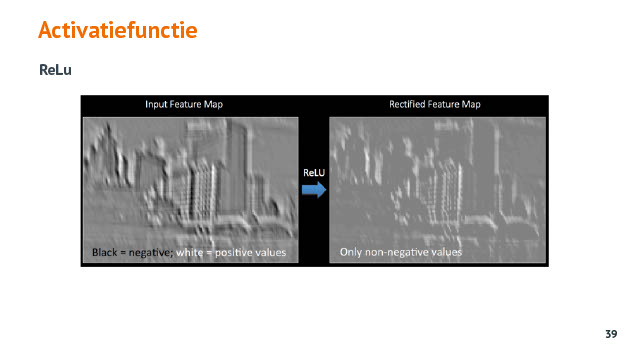 Activatiefunctie
ReLu
Input Feature Map
Rectified Feature Map
ReLU
Black = negative; white = positive values
Only non-negative values
39